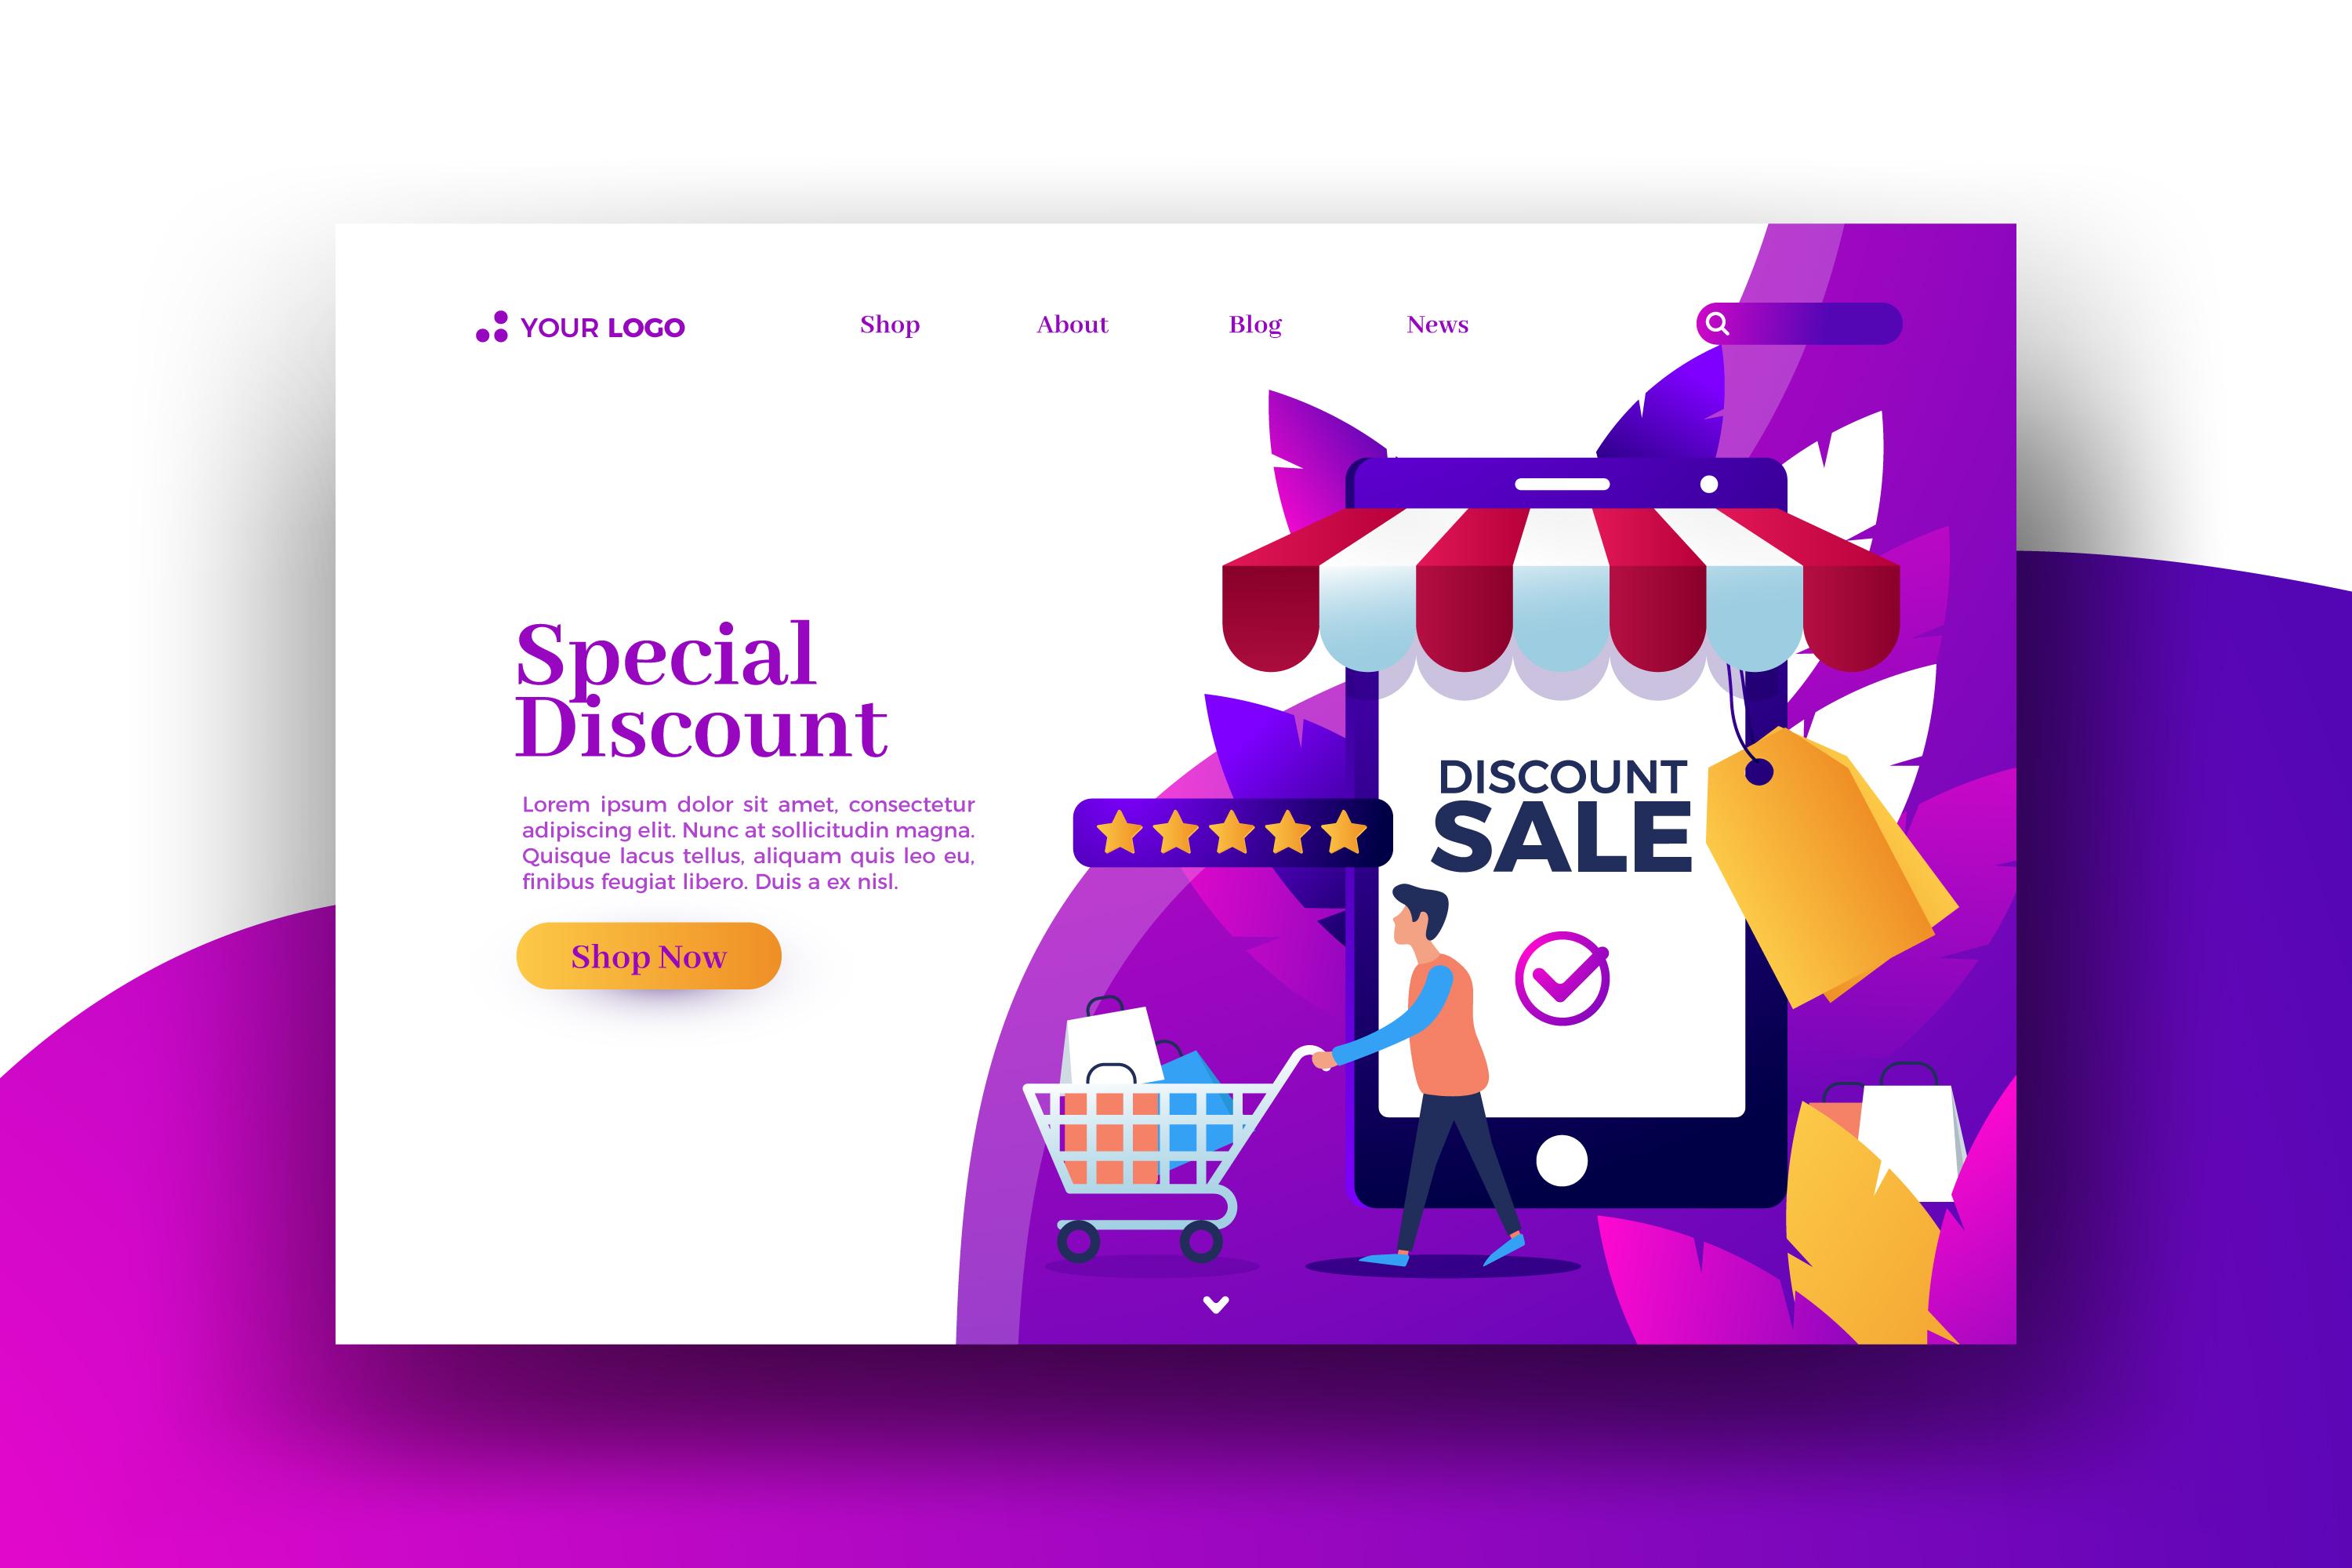 YOUR LOGO
Shop
About
Blog
News
Special
Discount
Lorem ipsum dolor sit amet, consectetur
adipiscing elit. Nunc at sollicitudin magna.
Quisque lacus tellus, aliquam quis leo eu,
finibus feugiat libero. Duis a ex nisl.
Shop Now
DISCOUNT
SALE